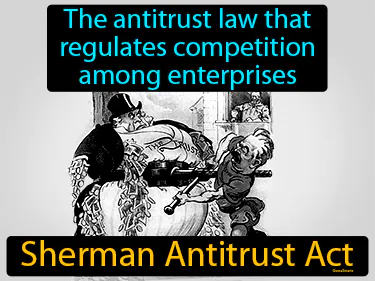 The antitrust law that
regulates competition
among enterprises
Sherman Antitrust Act